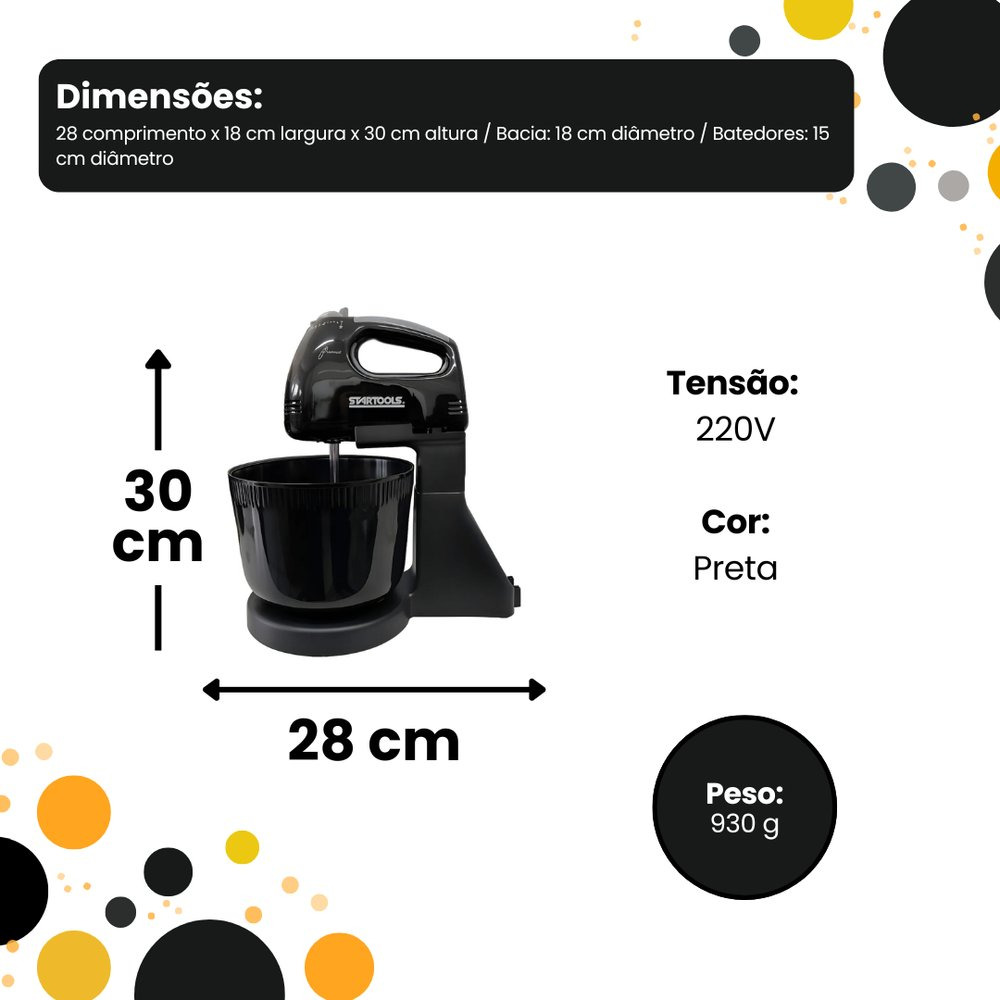 Dimensões:
28 comprimento x 18 cm largura x 30 cm altura / Bacia: 18 cm diâmetro / Batedores: 15
cm diâmetro
STARTOOLS
30
cm
28 cm
Tensão:
220V
Cor:
Preta
Peso:
930 g